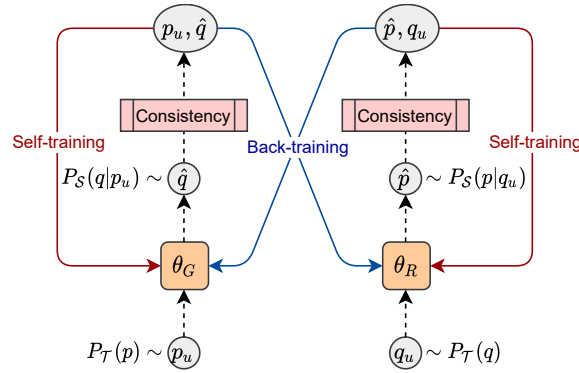 p_u, q̂ p̂, q_u
Consistency Consistency
Self-training Back-training Self-training
P_S(q|p_u) ∼ q̂ p̂ ∼ P_S(p|q_u)
θ_G θ_R
P_T(p) ∼ p_u q_u ∼ P_T(q)